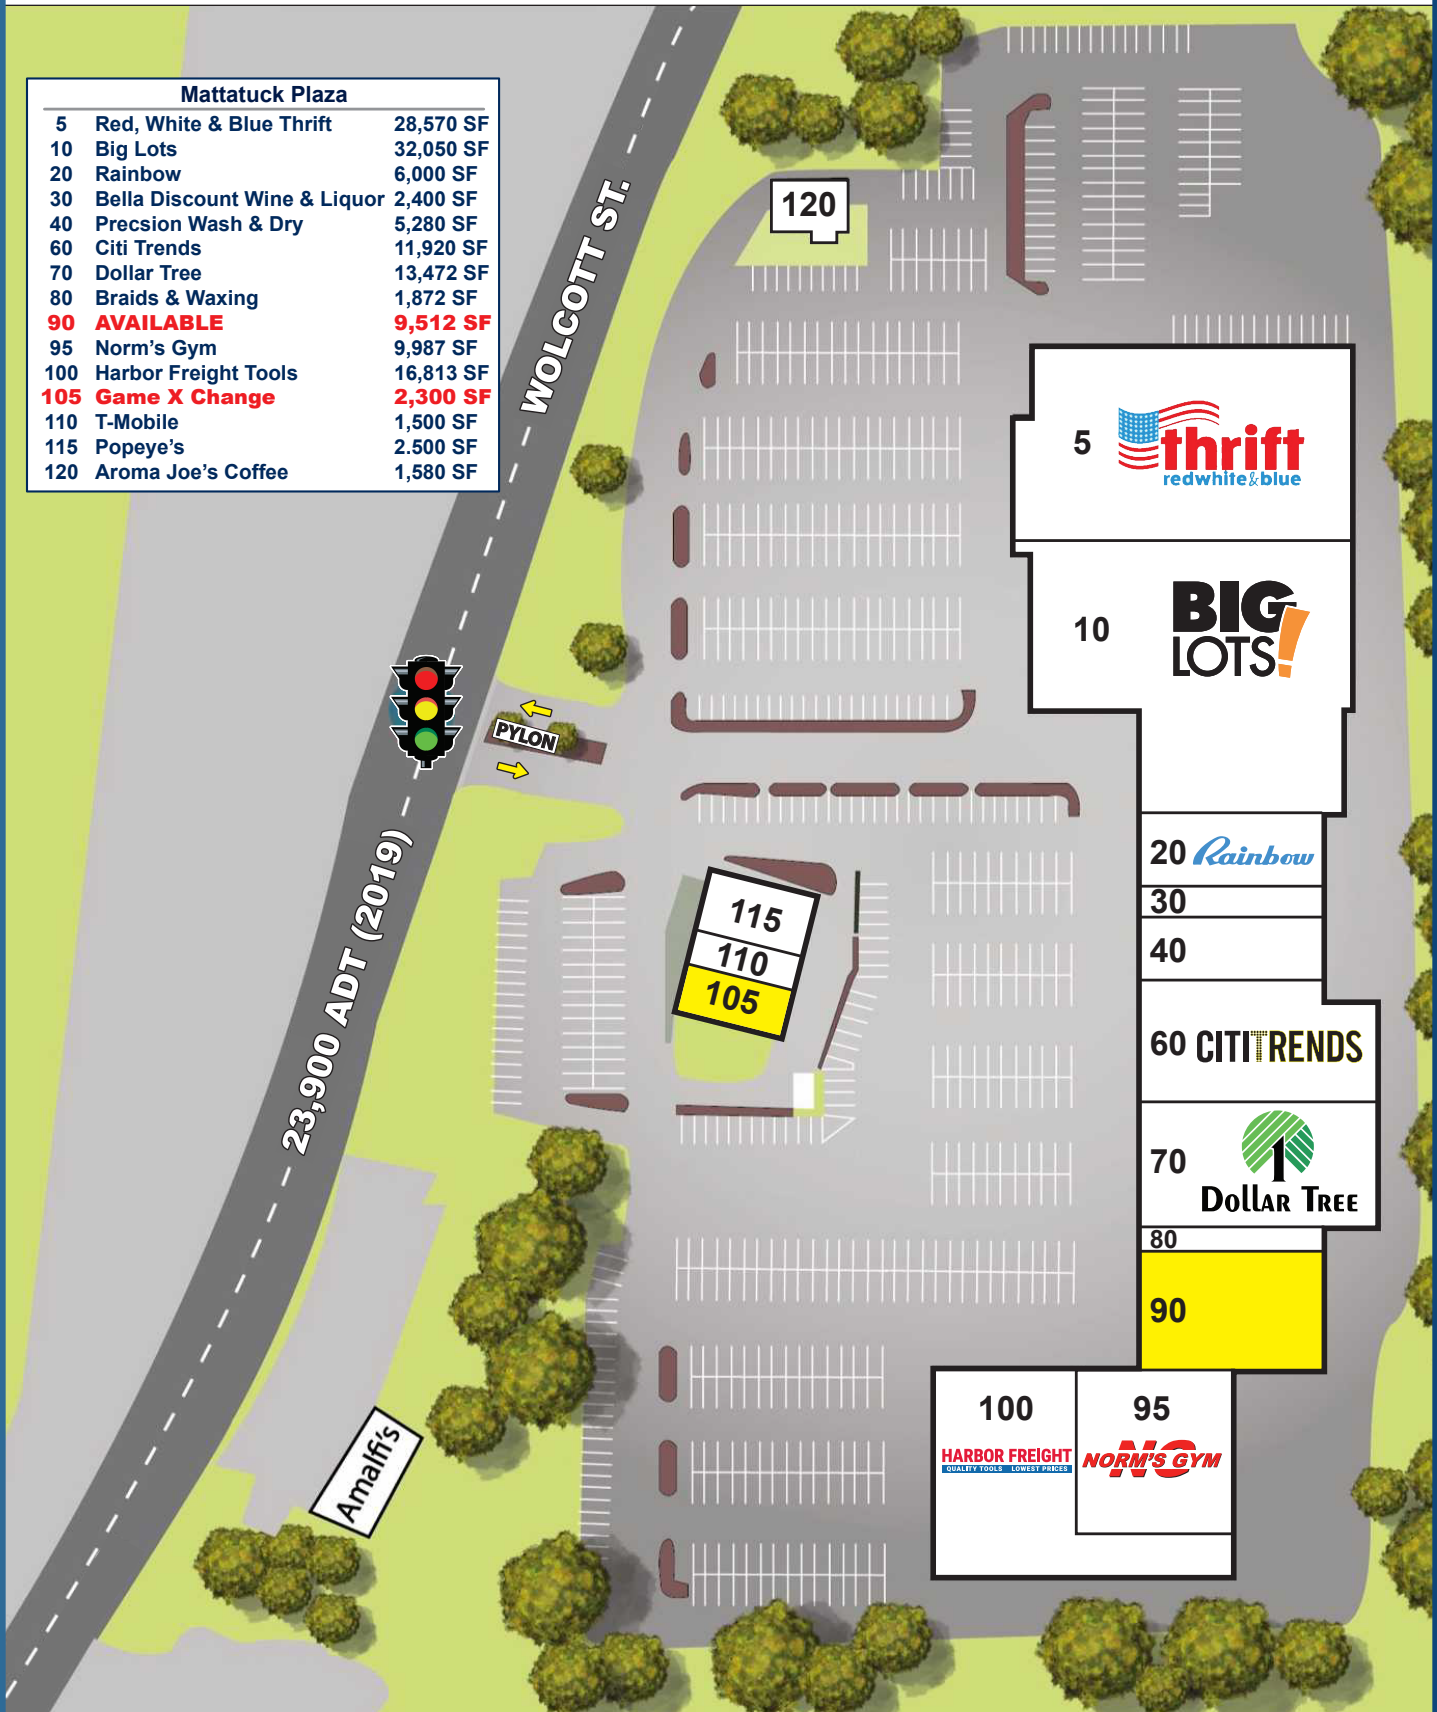 Mattatuck Plaza
5 Red, White & Blue Thrift 28,570 SF
10 Big Lots 32,050 SF
20 Rainbow 6,000 SF
30 Bella Discount Wine & Liquor 2,400 SF
40 Precsion Wash & Dry 5,280 SF
60 Citi Trends 11,920 SF
70 Dollar Tree 13,472 SF
80 Braids & Waxing 1,872 SF
90 AVAILABLE 9,512 SF
95 Norm's Gym 9,987 SF
100 Harbor Freight Tools 16,813 SF
105 Game X Change 2,300 SF
110 T-Mobile 1,500 SF
115 Popeye's 2.500 SF
120 Aroma Joe's Coffee 1,580 SF
WOLCOTT ST.
23,900 ADT (2019)
PYLON
120
5
thrift
redwhite&blue
10
BIG
LOTS!
20 Rainbow
30
40
115
110
105
60 CITITRENDS
70
1
DOLLAR TREE
80
90
100
HARBOR FREIGHT
QUALITY TOOLS LOWEST PRICES
95
NG
NORM'S GYM
Amalfi's